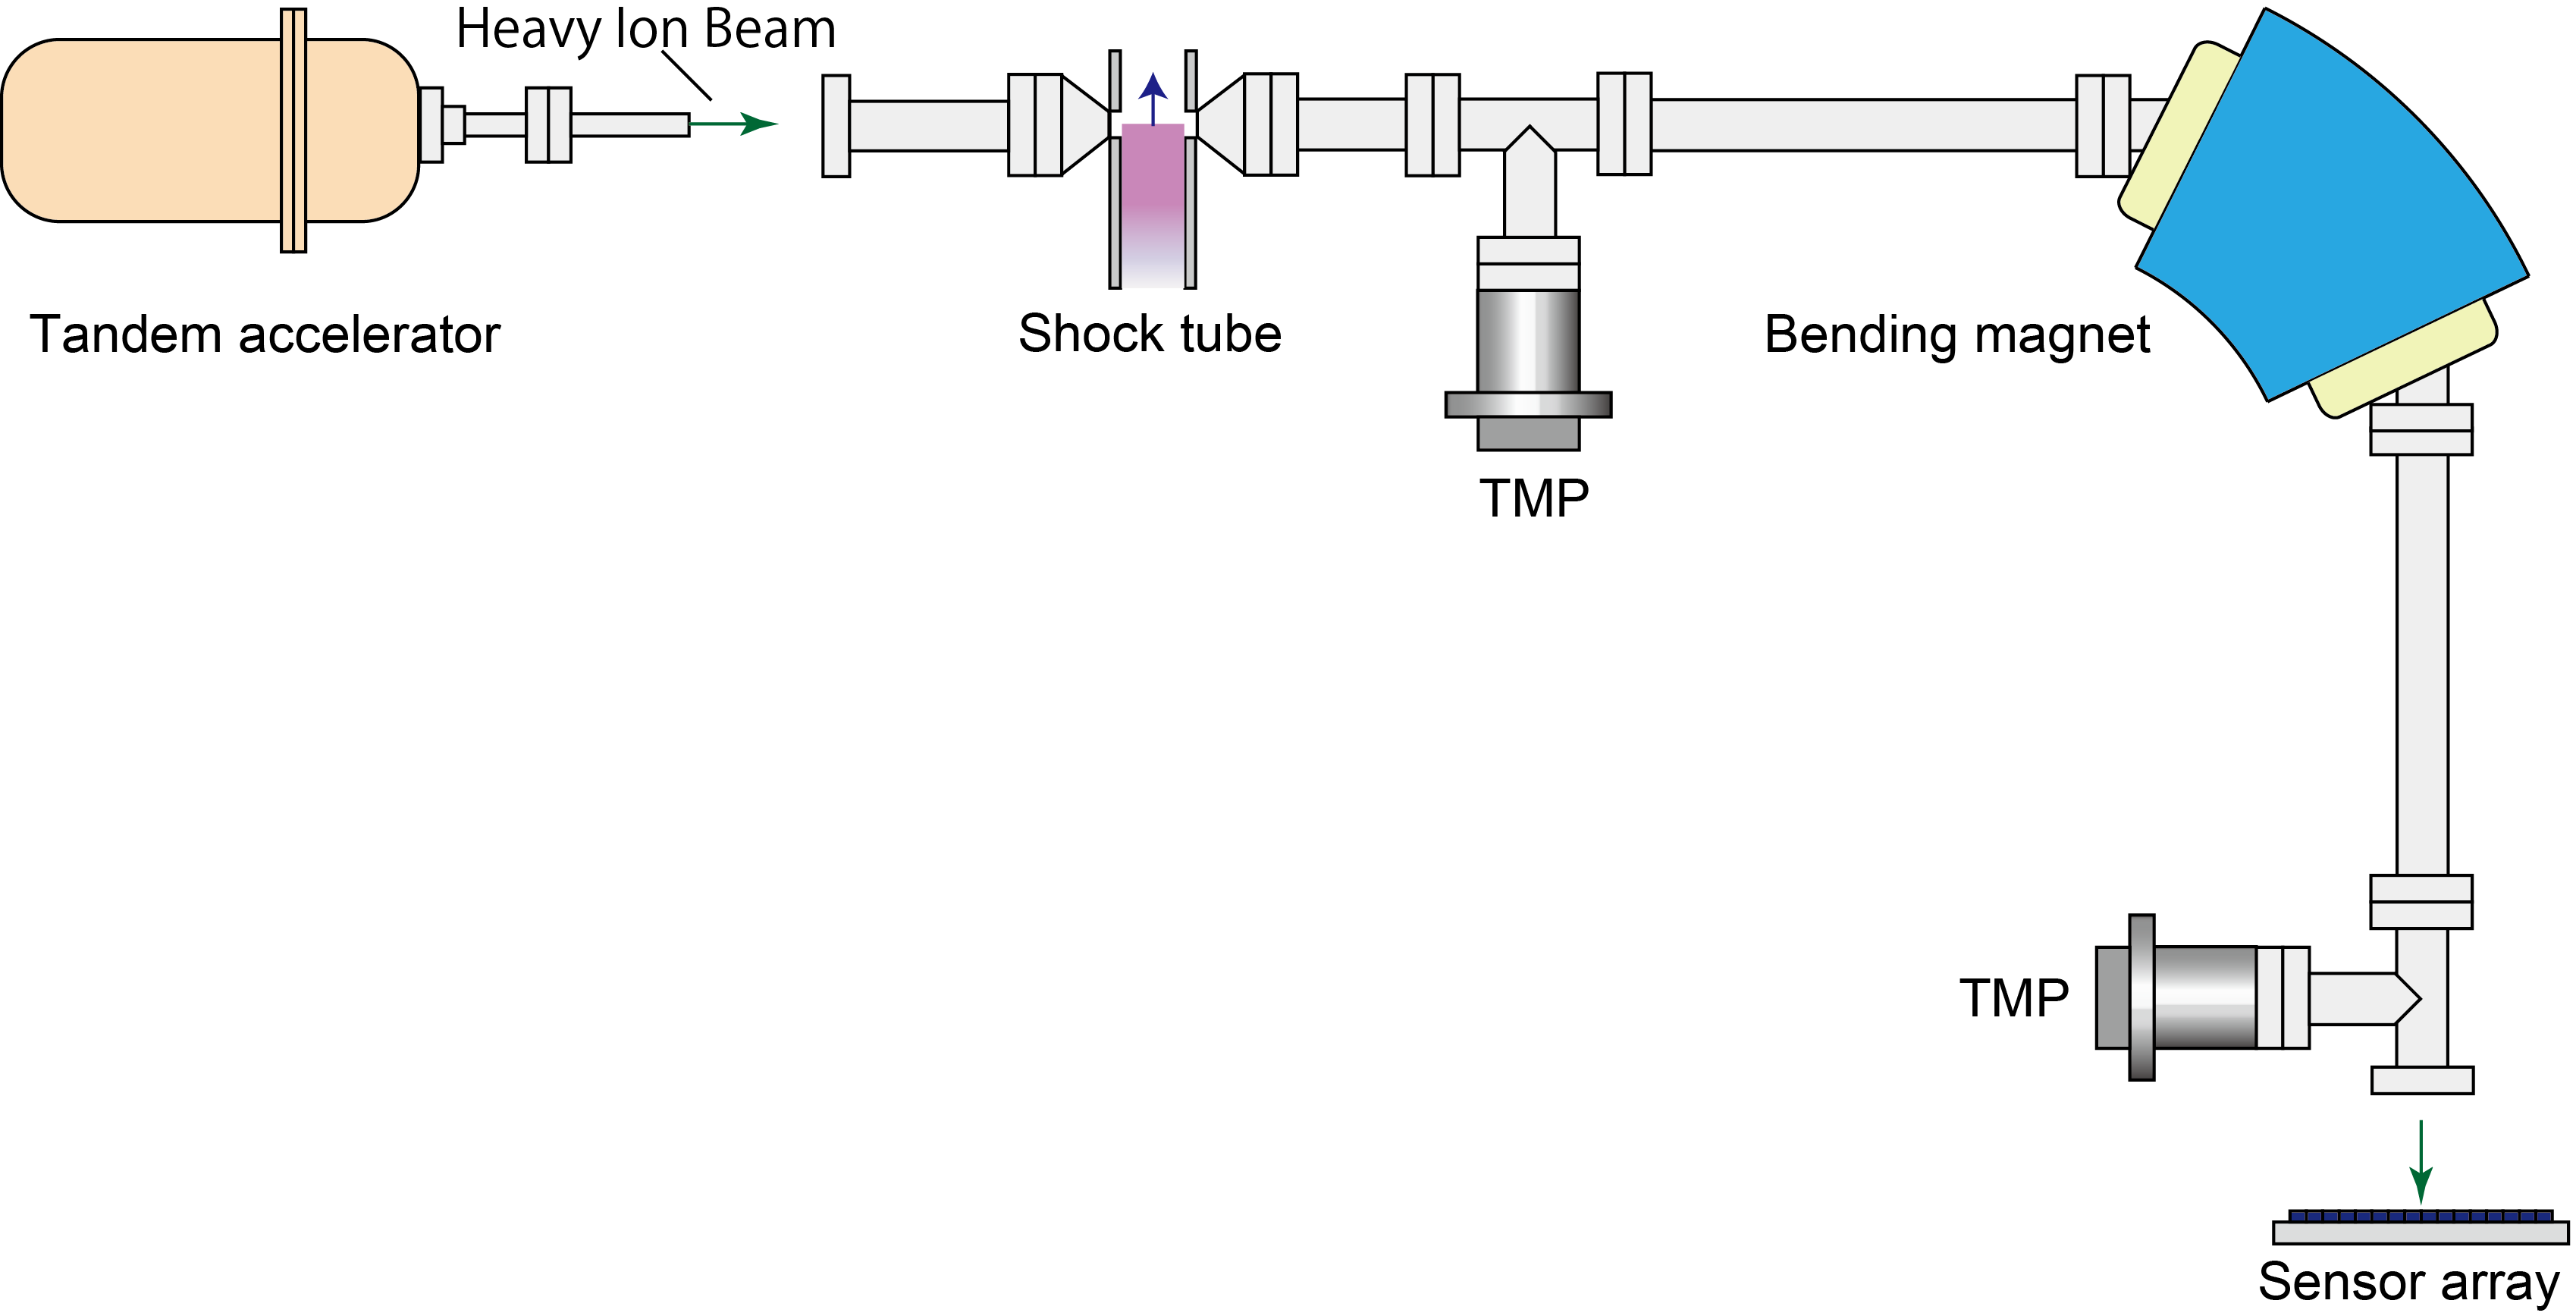 Heavy Ion Beam
Tandem accelerator
Shock tube
Bending magnet
TMP
TMP
Sensor array